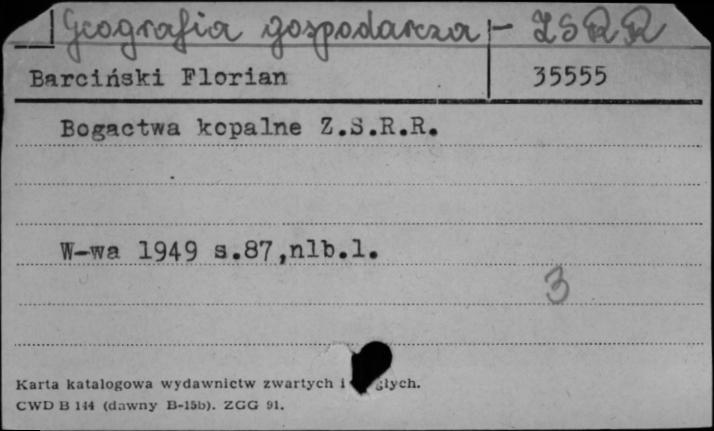 Geografia gospodarcza - ZSRR
Barciński Florian 35555
Bogactwa kopalne Z.S.R.R.
W-wa 1949 s.87,nlb.1.
3
Karta katalogowa wydawnictw zwartych i
CWD B 144 (dawny B-15b). ZGG 91.